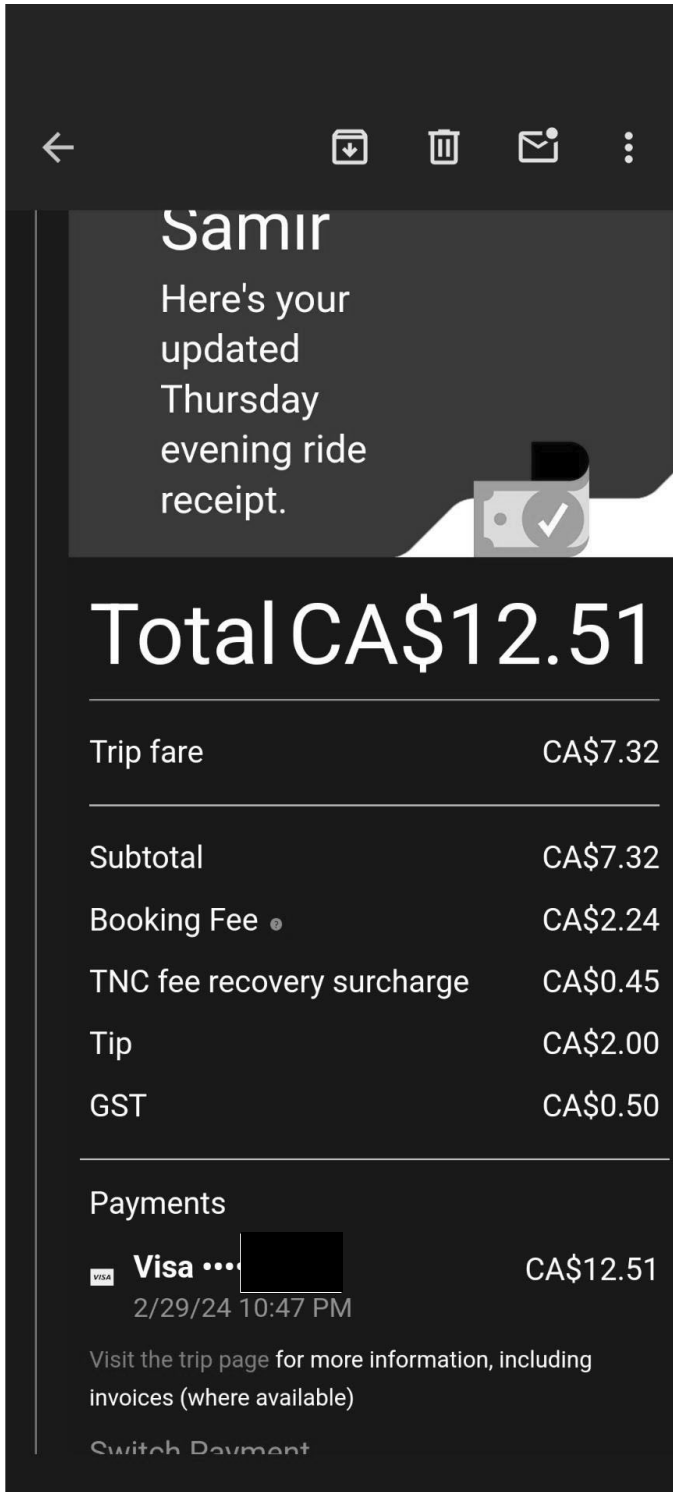 Samir
Here's your
updated
Thursday
evening ride
receipt.
Total CA$12.51
Trip fare CA$7.32
Subtotal CA$7.32
Booking Fee CA$2.24
TNC fee recovery surcharge CA$0.45
Tip CA$2.00
GST CA$0.50
Payments
VISA Visa •••• CA$12.51
2/29/24 10:47 PM
Visit the trip page for more information, including
invoices (where available)
Switch Payment